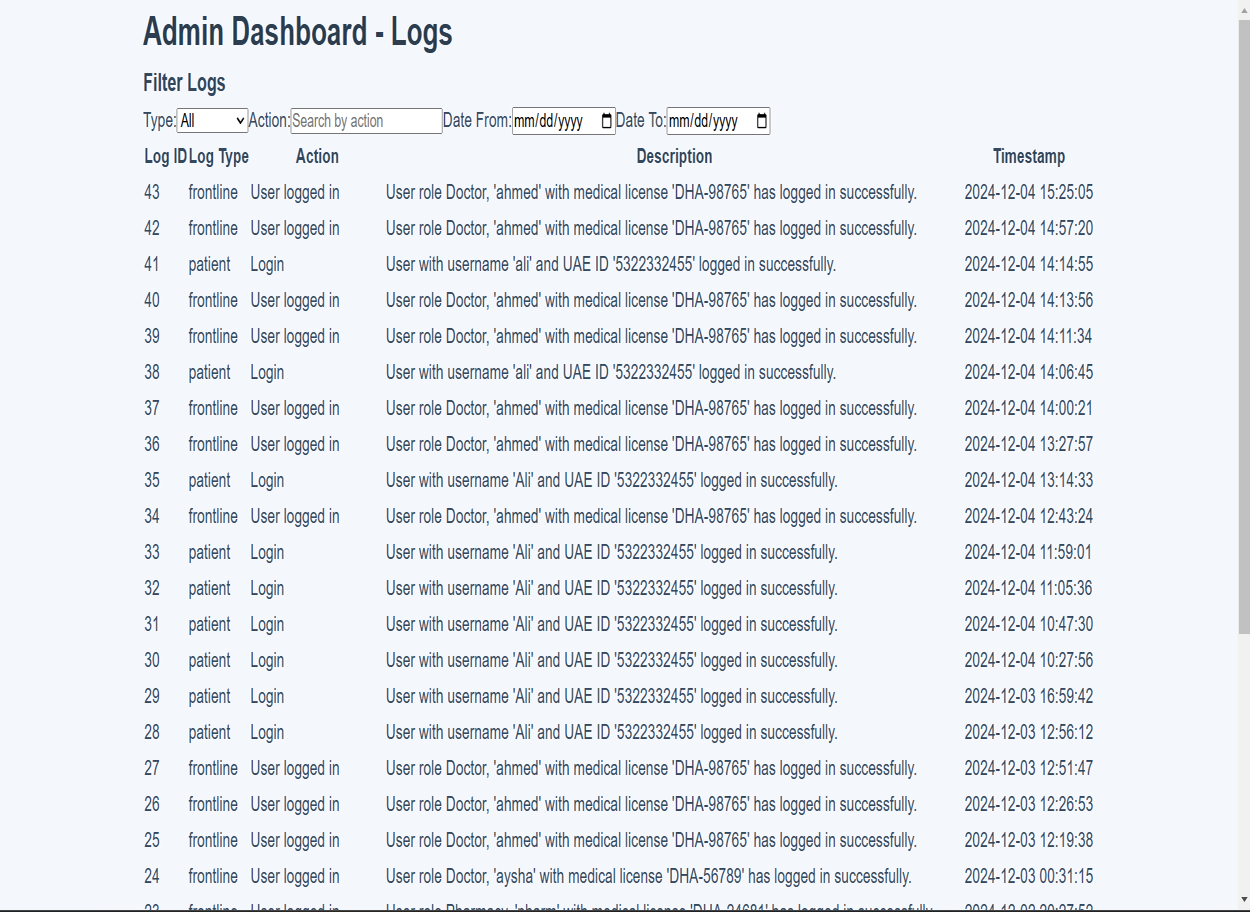 Admin Dashboard - Logs
Filter Logs
Type: All Action: Search by action Date From: mm/dd/yyyy Date To: mm/dd/yyyy
Log ID Log Type Action Description Timestamp
43 frontline User logged in User role Doctor, 'ahmed' with medical license 'DHA-98765' has logged in successfully. 2024-12-04 15:25:05
42 frontline User logged in User role Doctor, 'ahmed' with medical license 'DHA-98765' has logged in successfully. 2024-12-04 14:57:20
41 patient Login User with username 'ali' and UAE ID '5322332455' logged in successfully. 2024-12-04 14:14:55
40 frontline User logged in User role Doctor, 'ahmed' with medical license 'DHA-98765' has logged in successfully. 2024-12-04 14:13:56
39 frontline User logged in User role Doctor, 'ahmed' with medical license 'DHA-98765' has logged in successfully. 2024-12-04 14:11:34
38 patient Login User with username 'ali' and UAE ID '5322332455' logged in successfully. 2024-12-04 14:06:45
37 frontline User logged in User role Doctor, 'ahmed' with medical license 'DHA-98765' has logged in successfully. 2024-12-04 14:00:21
36 frontline User logged in User role Doctor, 'ahmed' with medical license 'DHA-98765' has logged in successfully. 2024-12-04 13:27:57
35 patient Login User with username 'Ali' and UAE ID '5322332455' logged in successfully. 2024-12-04 13:14:33
34 frontline User logged in User role Doctor, 'ahmed' with medical license 'DHA-98765' has logged in successfully. 2024-12-04 12:43:24
33 patient Login User with username 'Ali' and UAE ID '5322332455' logged in successfully. 2024-12-04 11:59:01
32 patient Login User with username 'Ali' and UAE ID '5322332455' logged in successfully. 2024-12-04 11:05:36
31 patient Login User with username 'Ali' and UAE ID '5322332455' logged in successfully. 2024-12-04 10:47:30
30 patient Login User with username 'Ali' and UAE ID '5322332455' logged in successfully. 2024-12-04 10:27:56
29 patient Login User with username 'Ali' and UAE ID '5322332455' logged in successfully. 2024-12-03 16:59:42
28 patient Login User with username 'Ali' and UAE ID '5322332455' logged in successfully. 2024-12-03 12:56:12
27 frontline User logged in User role Doctor, 'ahmed' with medical license 'DHA-98765' has logged in successfully. 2024-12-03 12:51:47
26 frontline User logged in User role Doctor, 'ahmed' with medical license 'DHA-98765' has logged in successfully. 2024-12-03 12:26:53
25 frontline User logged in User role Doctor, 'ahmed' with medical license 'DHA-98765' has logged in successfully. 2024-12-03 12:19:38
24 frontline User logged in User role Doctor, 'aysha' with medical license 'DHA-56789' has logged in successfully. 2024-12-03 00:31:15
frontline User logged in User role Pharmacy, 'pharm' with medical license has logged in successfully.